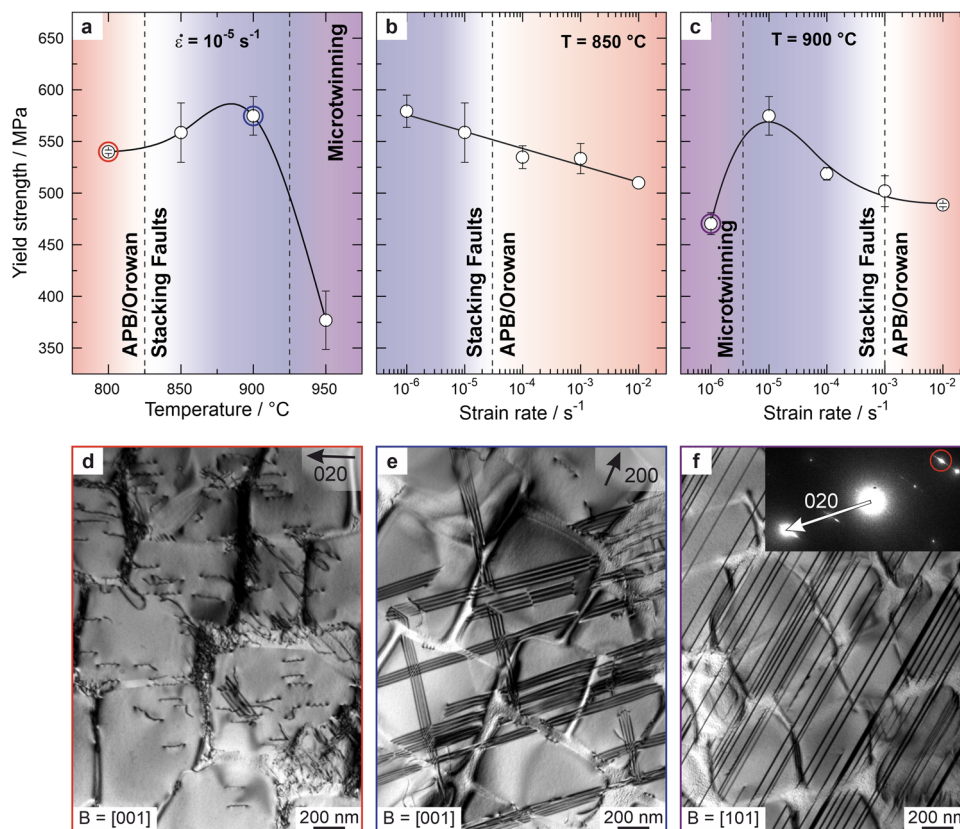 a
ε̇ = 10⁻⁵ s⁻¹
b
T = 850 °C
c
T = 900 °C
Yield strength / MPa
650
600
550
500
450
400
350
APB/Orowan
Stacking Faults
Microtwinning
Stacking Faults
APB/Orowan
Microtwinning
Stacking Faults
APB/Orowan
800 850 900 950
Temperature / °C
10⁻⁶ 10⁻⁵ 10⁻⁴ 10⁻³ 10⁻²
Strain rate / s⁻¹
10⁻⁶ 10⁻⁵ 10⁻⁴ 10⁻³ 10⁻²
Strain rate / s⁻¹
d
020
B = [001]
200 nm
e
200
B = [001]
200 nm
f
020
B = [101]
200 nm